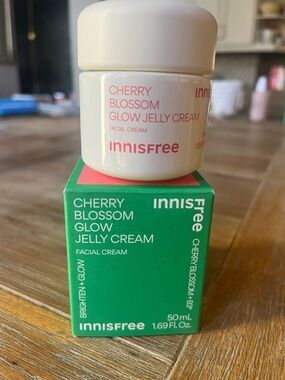 CHERRY
BLOSSOM
GLOW JELLY CREAM
FACIAL CREAM
innisfree
CHERRY
BLOSSOM
GLOW
JELLY CREAM
FACIAL CREAM
BRIGHTEN + GLOW
innisfree
CHERRY BLOSSOM +
50 mL
innisfree
1.69 Fl. Oz.